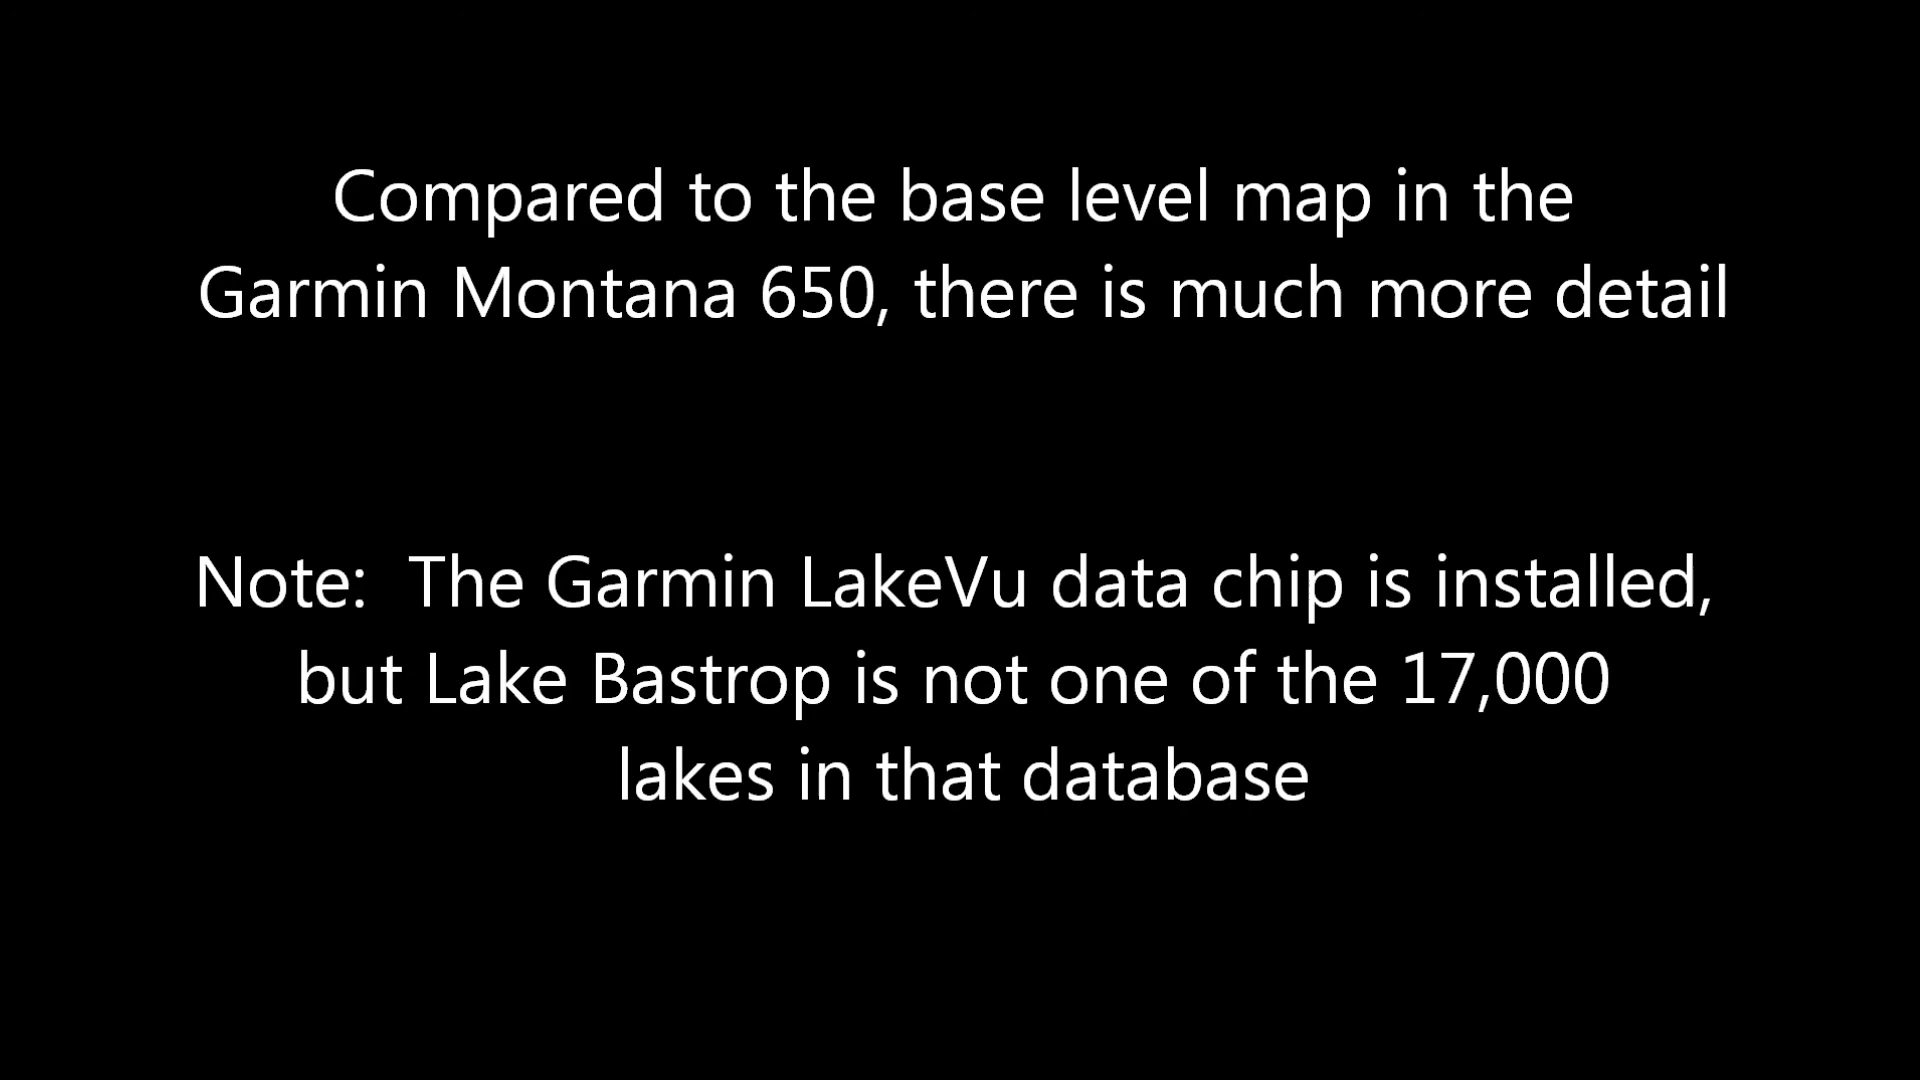 Compared to the base level map in the
Garmin Montana 650, there is much more detail
Note:  The Garmin LakeVu data chip is installed,
but Lake Bastrop is not one of the 17,000
lakes in that database